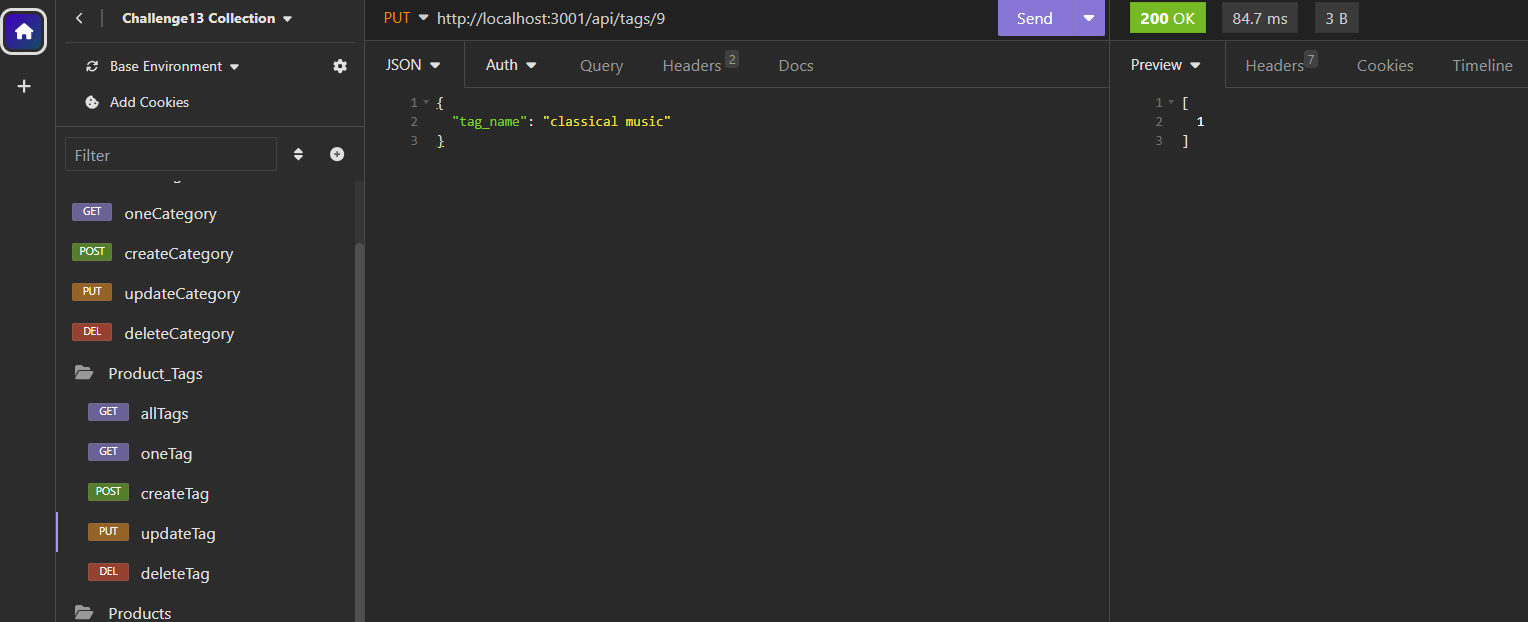 Challenge13 Collection
Base Environment
Add Cookies
Filter
GET oneCategory
POST createCategory
PUT updateCategory
DEL deleteCategory
Product_Tags
GET allTags
GET oneTag
POST createTag
PUT updateTag
DEL deleteTag
Products
PUT http://localhost:3001/api/tags/9 Send
JSON Auth Query Headers 2 Docs
1 {
2 "tag_name": "classical music"
3 }
200 OK 84.7 ms 3 B
Preview Headers 7 Cookies Timeline
1 [
2 1
3 ]